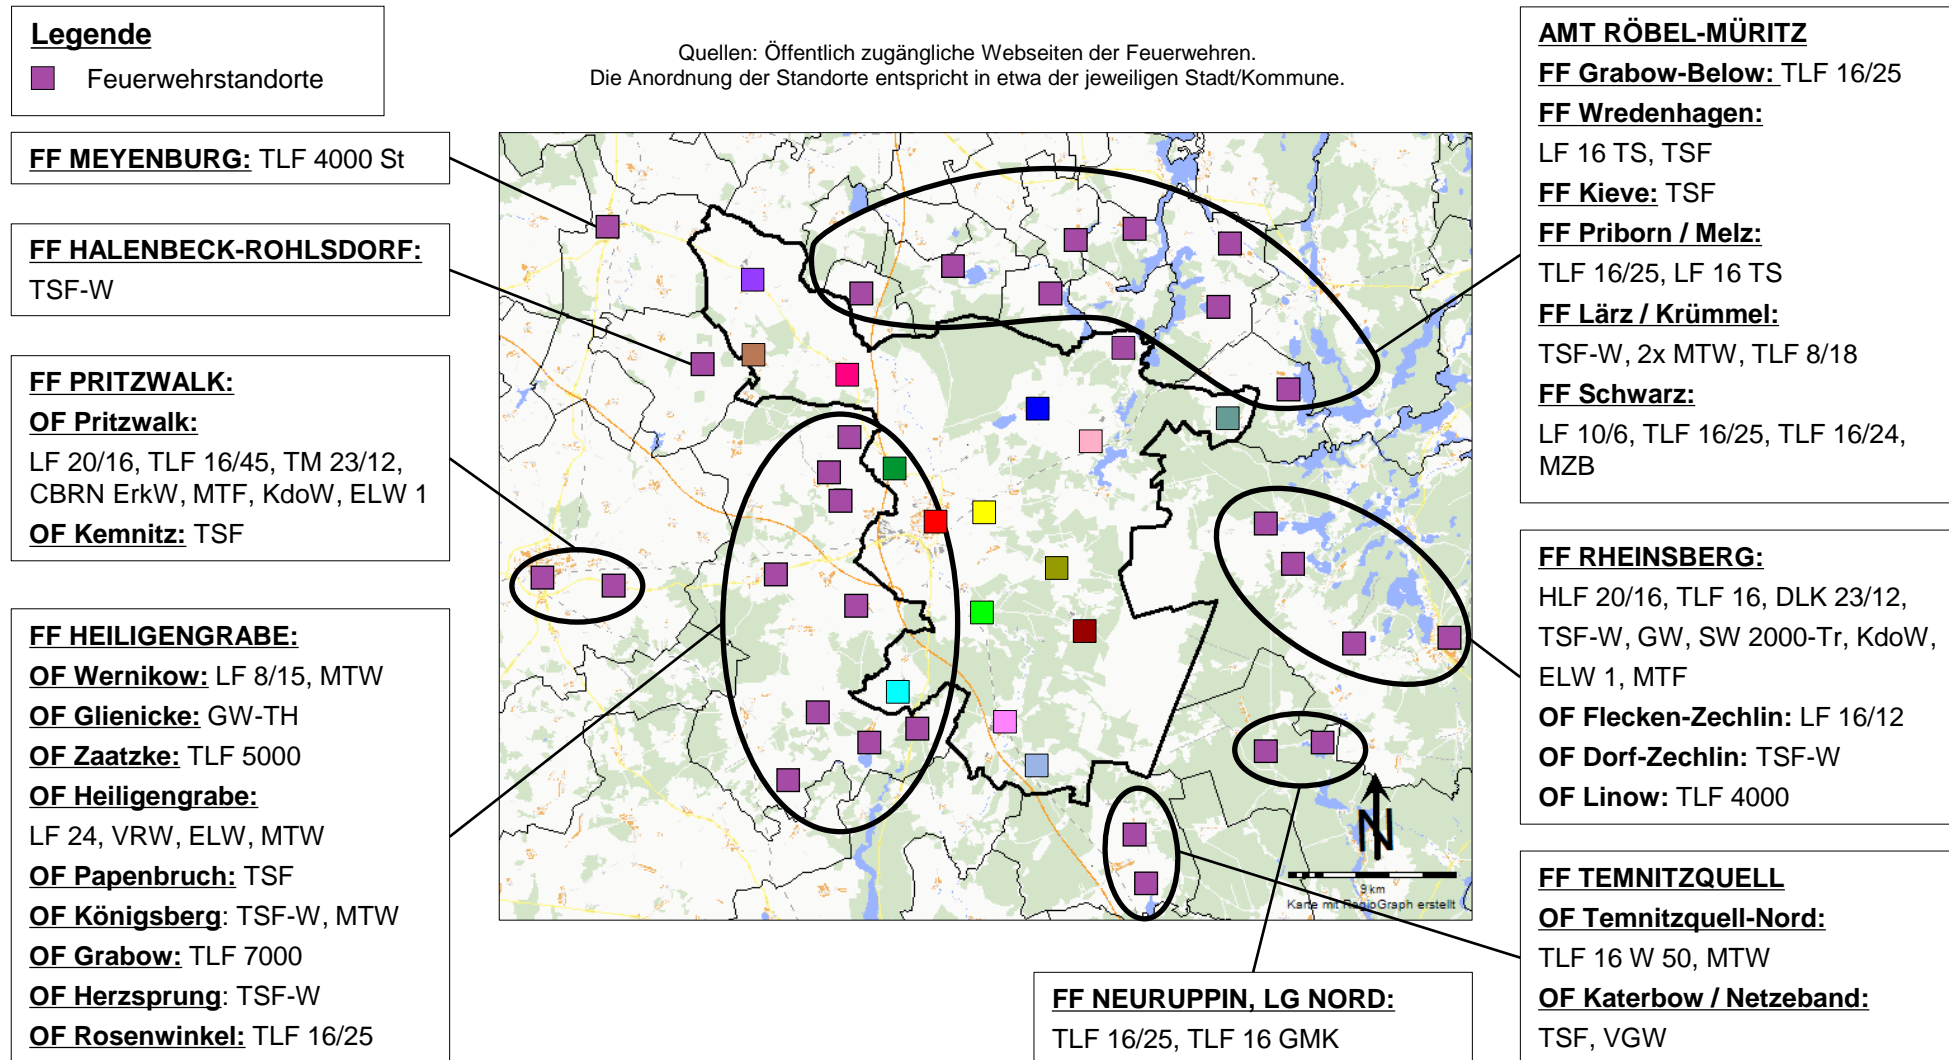 Legende
Feuerwehrstandorte
Quellen: Öffentlich zugängliche Webseiten der Feuerwehren.
Die Anordnung der Standorte entspricht in etwa der jeweiligen Stadt/Kommune.
FF MEYENBURG: TLF 4000 St
FF HALENBECK-ROHLSDORF:
TSF-W
FF PRITZWALK:
OF Pritzwalk:
LF 20/16, TLF 16/45, TM 23/12,
CBRN ErkW, MTF, KdoW, ELW 1
OF Kemnitz: TSF
FF HEILIGENGRABE:
OF Wernikow: LF 8/15, MTW
OF Glienicke: GW-TH
OF Zaatzke: TLF 5000
OF Heiligengrabe:
LF 24, VRW, ELW, MTW
OF Papenbruch: TSF
OF Königsberg: TSF-W, MTW
OF Grabow: TLF 7000
OF Herzsprung: TSF-W
OF Rosenwinkel: TLF 16/25
N
9 km
Karte mit RegioGraph erstellt
FF NEURUPPIN, LG NORD:
TLF 16/25, TLF 16 GMK
AMT RÖBEL-MÜRITZ
FF Grabow-Below: TLF 16/25
FF Wredenhagen:
LF 16 TS, TSF
FF Kieve: TSF
FF Priborn / Melz:
TLF 16/25, LF 16 TS
FF Lärz / Krümmel:
TSF-W, 2x MTW, TLF 8/18
FF Schwarz:
LF 10/6, TLF 16/25, TLF 16/24,
MZB
FF RHEINSBERG:
HLF 20/16, TLF 16, DLK 23/12,
TSF-W, GW, SW 2000-Tr, KdoW,
ELW 1, MTF
OF Flecken-Zechlin: LF 16/12
OF Dorf-Zechlin: TSF-W
OF Linow: TLF 4000
FF TEMNITZQUELL
OF Temnitzquell-Nord:
TLF 16 W 50, MTW
OF Katerbow / Netzeband:
TSF, VGW